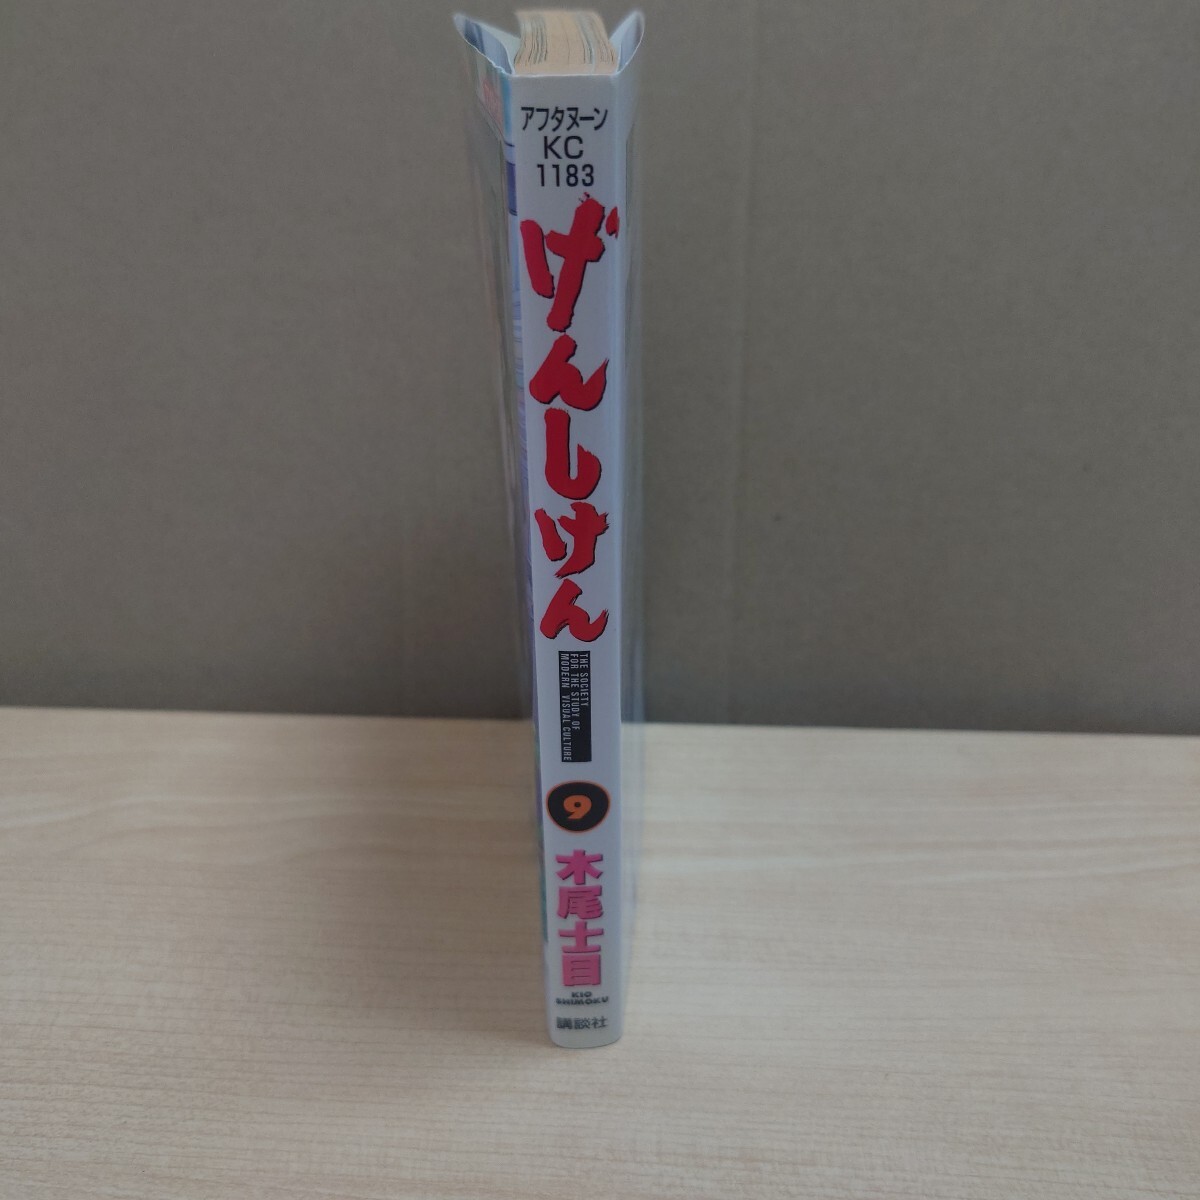 アフタヌーン
KC
1183
げんしけん
THE SOCIETY
FOR THE STUDY OF
MODERN VISUAL CULTURE
9
木尾士目
KIO
SHIMOKU
講談社